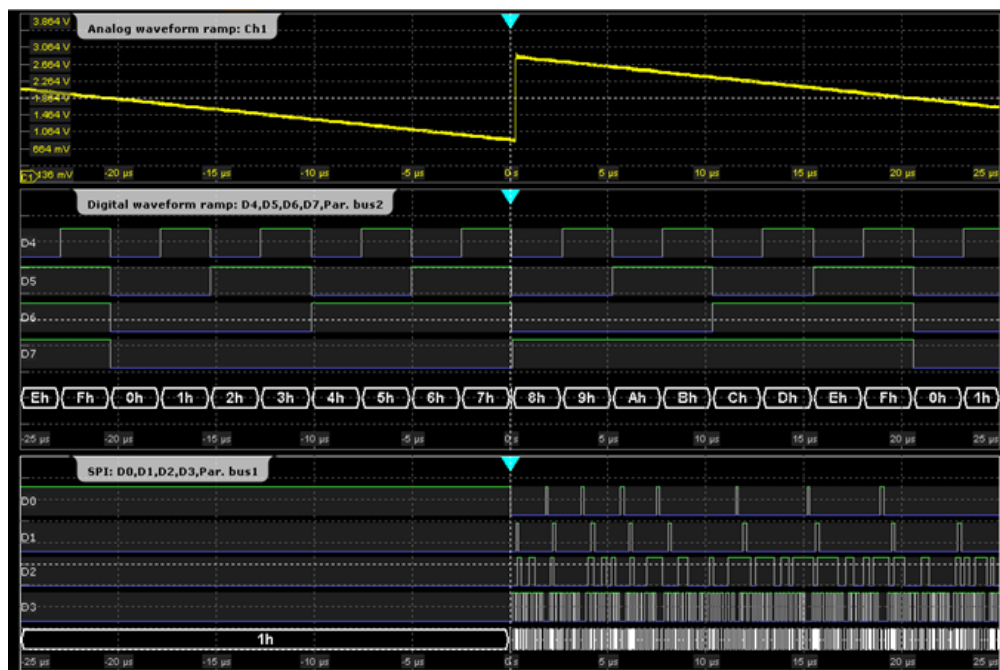 3.864 V
Analog waveform ramp: Ch1
3.064 V
2.664 V
2.264 V
1.864 V
1.464 V
1.064 V
664 mV
C1 436 mV -20 µs -15 µs -10 µs -5 µs 0 s 5 µs 10 µs 15 µs 20 µs 25 µs
Digital waveform ramp: D4,D5,D6,D7,Par. bus2
D4
D5
D6
D7
Eh Fh 0h 1h 2h 3h 4h 5h 6h 7h 8h 9h Ah Bh Ch Dh Eh Fh 0h 1h
-25 µs -20 µs -15 µs -10 µs -5 µs 0 s 5 µs 10 µs 15 µs 20 µs 25 µs
SPI: D0,D1,D2,D3,Par. bus1
D0
D1
D2
D3
1h
-25 µs -20 µs -15 µs -10 µs -5 µs 0 s 5 µs 10 µs 15 µs 20 µs 25 µs